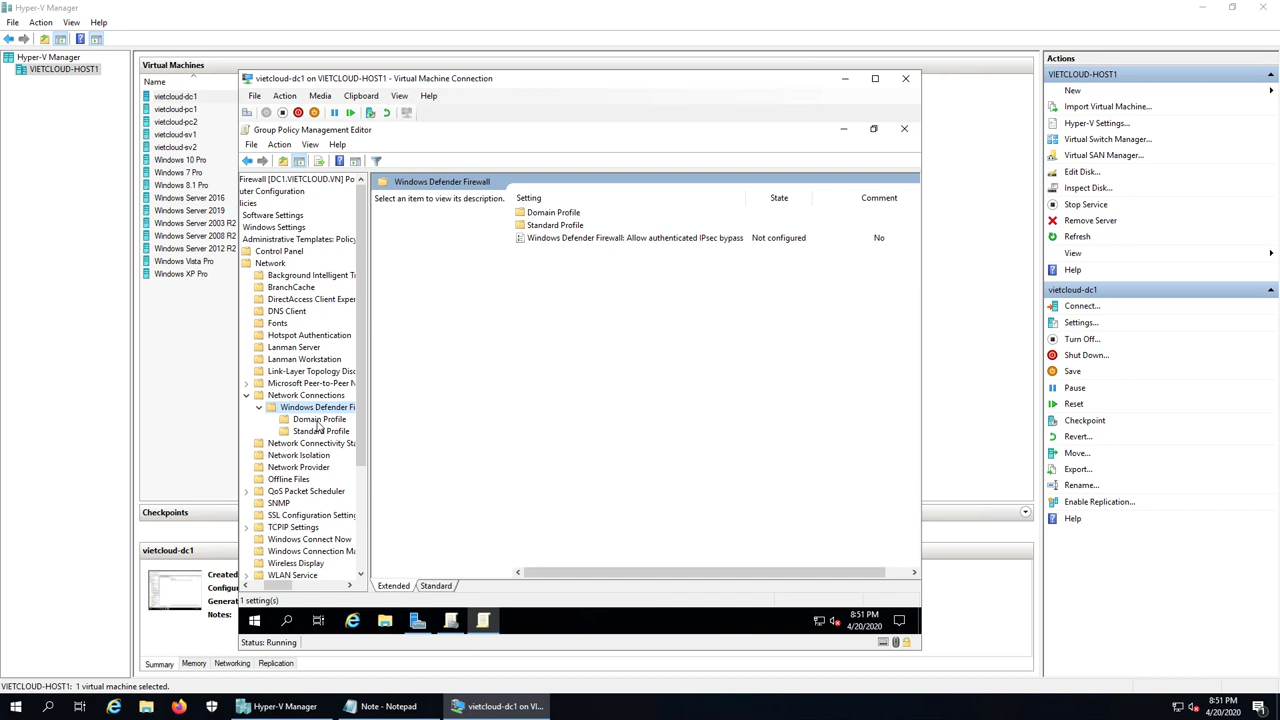 Hyper-V Manager
File Action View Help
Hyper-V Manager
VIETCLOUD-HOST1
Virtual Machines
Name
vietcloud-dc1
vietcloud-pc1
vietcloud-pc2
vietcloud-sv1
vietcloud-sv2
Windows 10 Pro
Windows 7 Pro
Windows 8.1 Pro
Windows Server 2016
Windows Server 2019
Windows Server 2003 R2
Windows Server 2008 R2
Windows Server 2012 R2
Windows Vista Pro
Windows XP Pro
Checkpoints
vietcloud-dc1
Created
Configu
Generat
Notes:
Summary Memory Networking Replication
vietcloud-dc1 on VIETCLOUD-HOST1 - Virtual Machine Connection
File Action Media Clipboard View Help
Group Policy Management Editor
File Action View Help
Firewall [DC1.VIETCLOUD.VN] Po
uter Configuration
licies
Software Settings
Windows Settings
Administrative Templates: Policy
Control Panel
Network
Background Intelligent T
BranchCache
DirectAccess Client Exper
DNS Client
Fonts
Hotspot Authentication
Lanman Server
Lanman Workstation
Link-Layer Topology Disc
Microsoft Peer-to-Peer N
Network Connections
Windows Defender Fi
Domain Profile
Standard Profile
Network Connectivity Sta
Network Isolation
Network Provider
Offline Files
QoS Packet Scheduler
SNMP
SSL Configuration Setting
TCPIP Settings
Windows Connect Now
Windows Connection Ma
Wireless Display
WLAN Service
Windows Defender Firewall
Select an item to view its description.
Setting State Comment
Domain Profile
Standard Profile
Windows Defender Firewall: Allow authenticated IPsec bypass Not configured No
Extended Standard
1 setting(s)
8:51 PM
4/20/2020
Status: Running
Actions
VIETCLOUD-HOST1
New
Import Virtual Machine...
Hyper-V Settings...
Virtual Switch Manager...
Virtual SAN Manager...
Edit Disk...
Inspect Disk...
Stop Service
Remove Server
Refresh
View
Help
vietcloud-dc1
Connect...
Settings...
Turn Off...
Shut Down...
Save
Pause
Reset
Checkpoint
Revert...
Move...
Export...
Rename...
Enable Replication...
Help
VIETCLOUD-HOST1: 1 virtual machine selected.
Hyper-V Manager
Note - Notepad
vietcloud-dc1 on VI...
8:51 PM
4/20/2020